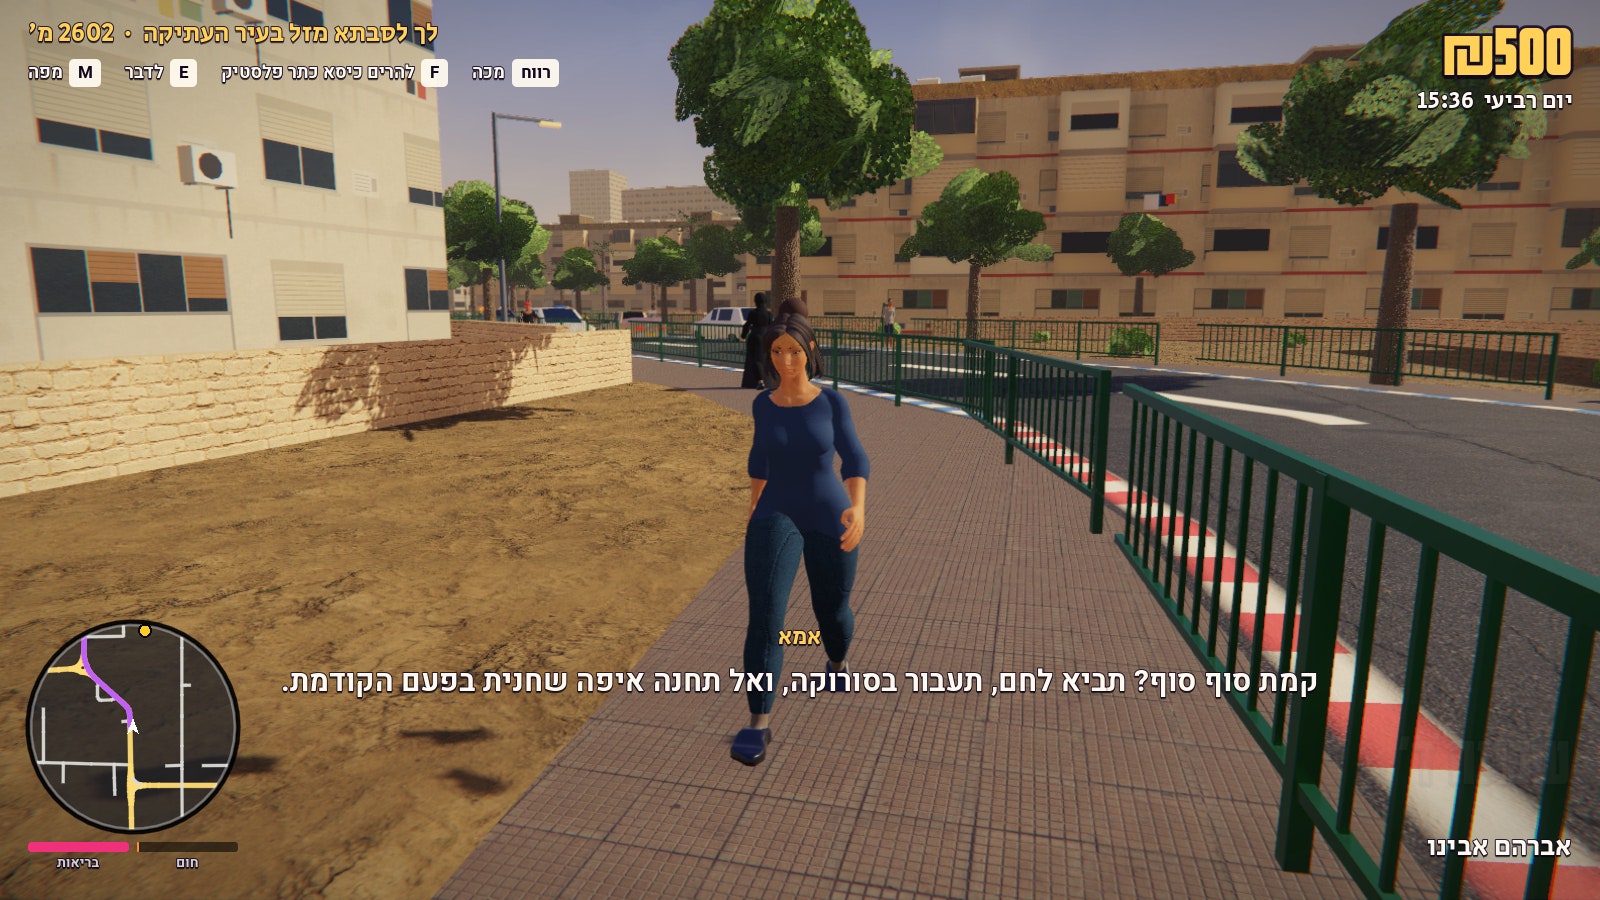 לך לסבתא מזל בעיר העתיקה · 2602 מ'
רווח מכה F להרים כיסא כתר פלסטיק E לדבר M מפה
₪500
יום רביעי 15:36
אמא
קמת סוף סוף? תביא לחם, תעבור בסורוקה, ואל תחנה איפה שחנית בפעם הקודמת.
בריאות
חום
אברהם אבינו